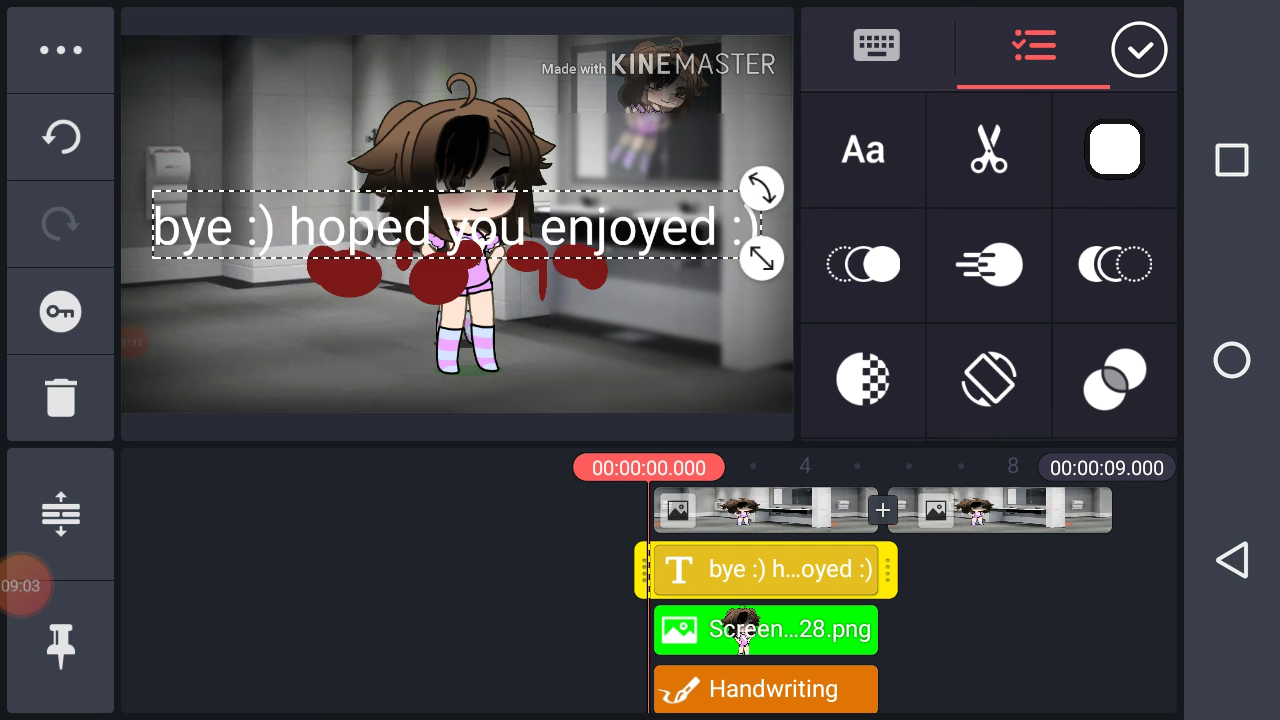 Made with KINEMASTER
Aa
bye :) hoped you enjoyed :)
00:00:00.000
4
8
00:00:09.000
T bye :) h...oyed :)
09:03
Screen...28.png
Handwriting